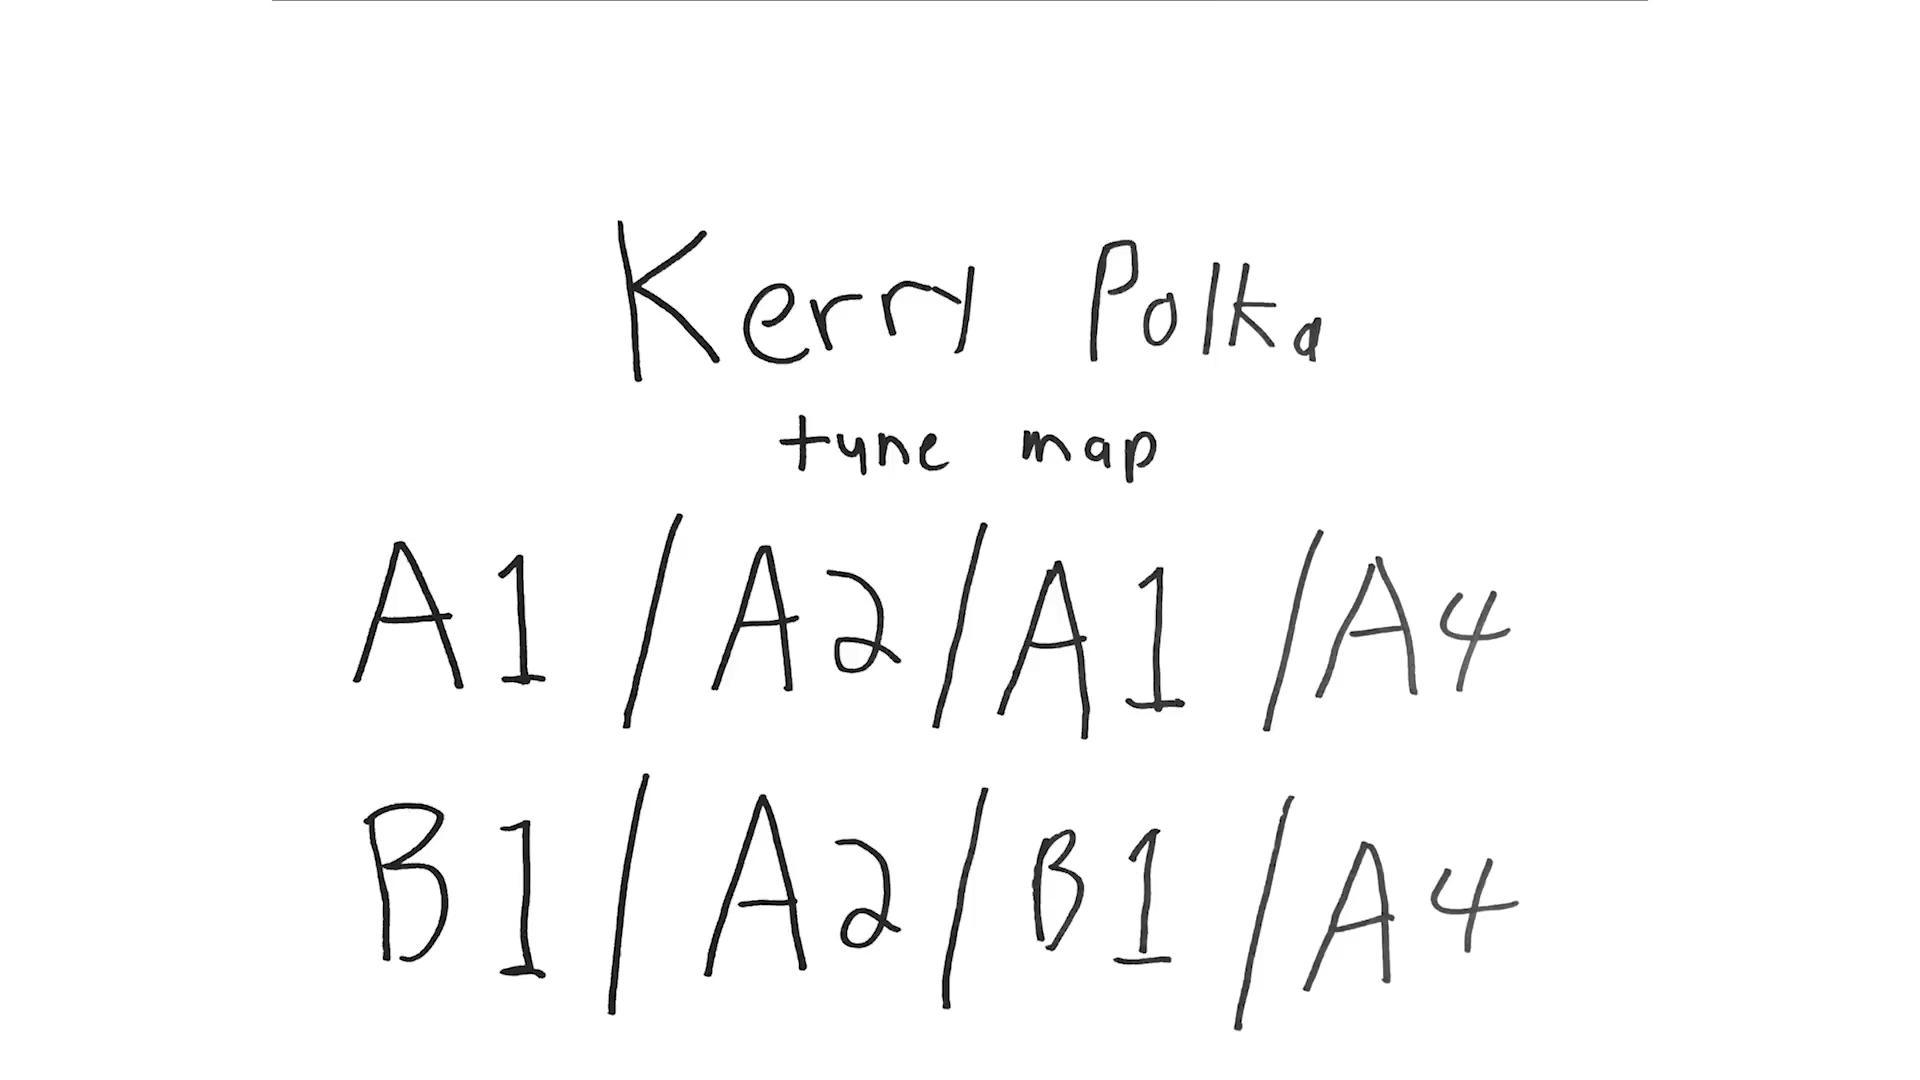 Kerry Polka
tune map
A1 / A2 / A1 / A4
B1 / A2 / B1 / A4